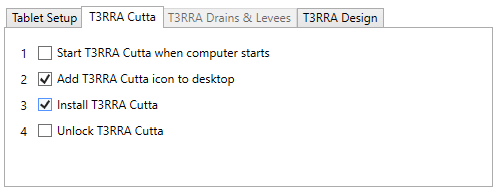 Tablet Setup T3RRA Cutta T3RRA Drains & Levees T3RRA Design
1 Start T3RRA Cutta when computer starts
2 Add T3RRA Cutta icon to desktop
3 Install T3RRA Cutta
4 Unlock T3RRA Cutta